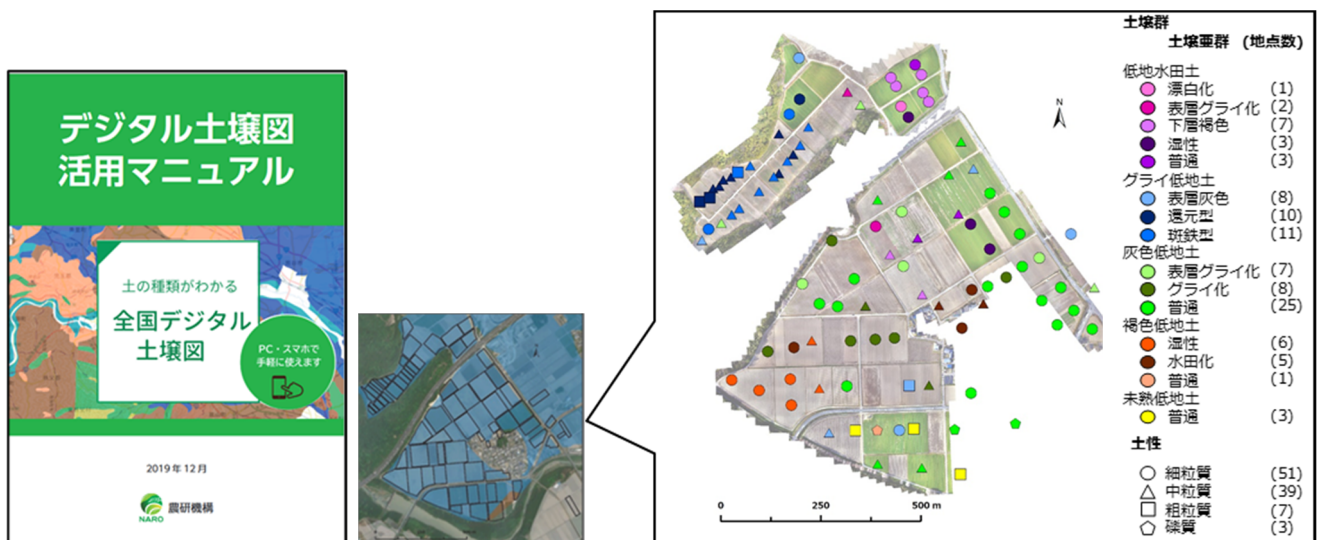 デジタル土壌図
活用マニュアル
土の種類がわかる
全国デジタル
土壌図
PC・スマホで
手軽に使えます
2019年12月
NARO
農研機構
N
0 250 500 m
土壌群
土壌亜群 (地点数)
低地水田土
漂白化 (1)
表層グライ化 (2)
下層褐色 (7)
湿性 (3)
普通 (3)
グライ低地土
表層灰色 (8)
還元型 (10)
斑鉄型 (11)
灰色低地土
表層グライ化 (7)
グライ化 (8)
普通 (25)
褐色低地土
湿性 (6)
水田化 (5)
普通 (1)
未熟低地土
普通 (3)
土性
細粒質 (51)
中粒質 (39)
粗粒質 (7)
礫質 (3)